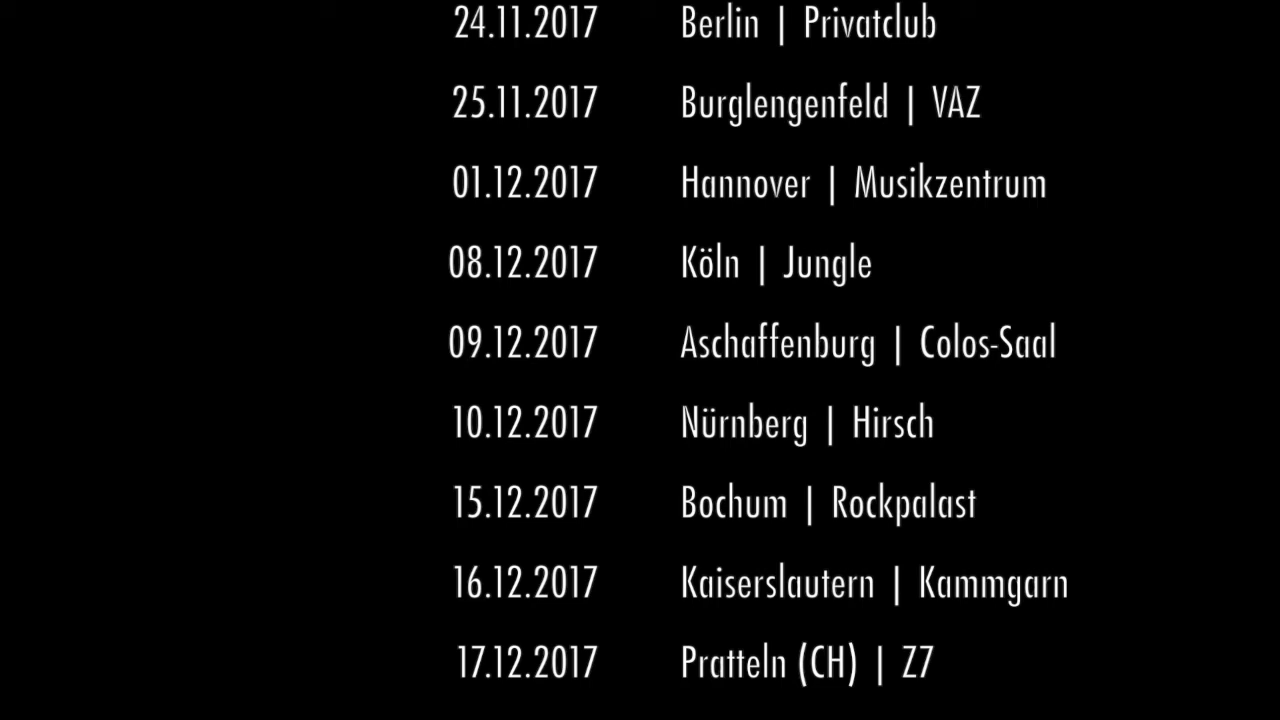 24.11.2017 Berlin | Privatclub
25.11.2017 Burglengenfeld | VAZ
01.12.2017 Hannover | Musikzentrum
08.12.2017 Köln | Jungle
09.12.2017 Aschaffenburg | Colos-Saal
10.12.2017 Nürnberg | Hirsch
15.12.2017 Bochum | Rockpalast
16.12.2017 Kaiserslautern | Kammgarn
17.12.2017 Pratteln (CH) | Z7